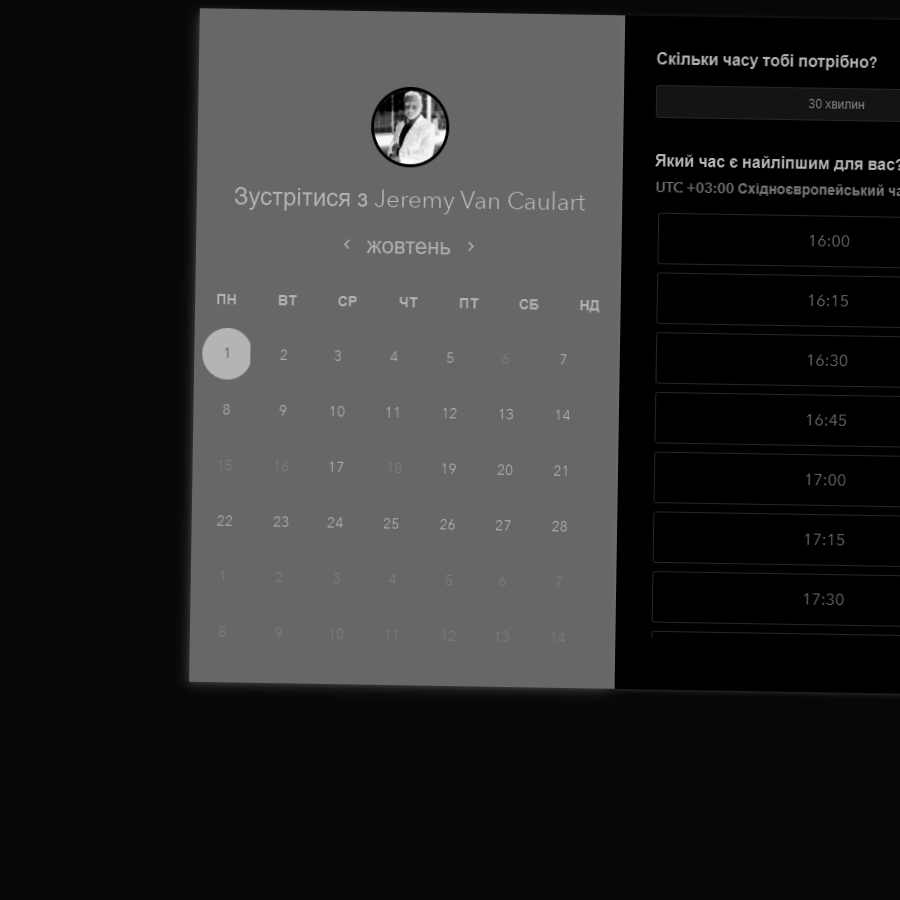 Зустрітися з Jeremy Van Caulart
‹ жовтень ›
ПН ВТ СР ЧТ ПТ СБ НД
1 2 3 4 5 6 7
8 9 10 11 12 13 14
15 16 17 18 19 20 21
22 23 24 25 26 27 28
1 2 3 4 5 6 7
8 9 10 11 12 13 14
Скільки часу тобі потрібно?
30 хвилин
Який час є найліпшим для вас?
UTC +03:00 Східноєвропейський
16:00
16:15
16:30
16:45
17:00
17:15
17:30